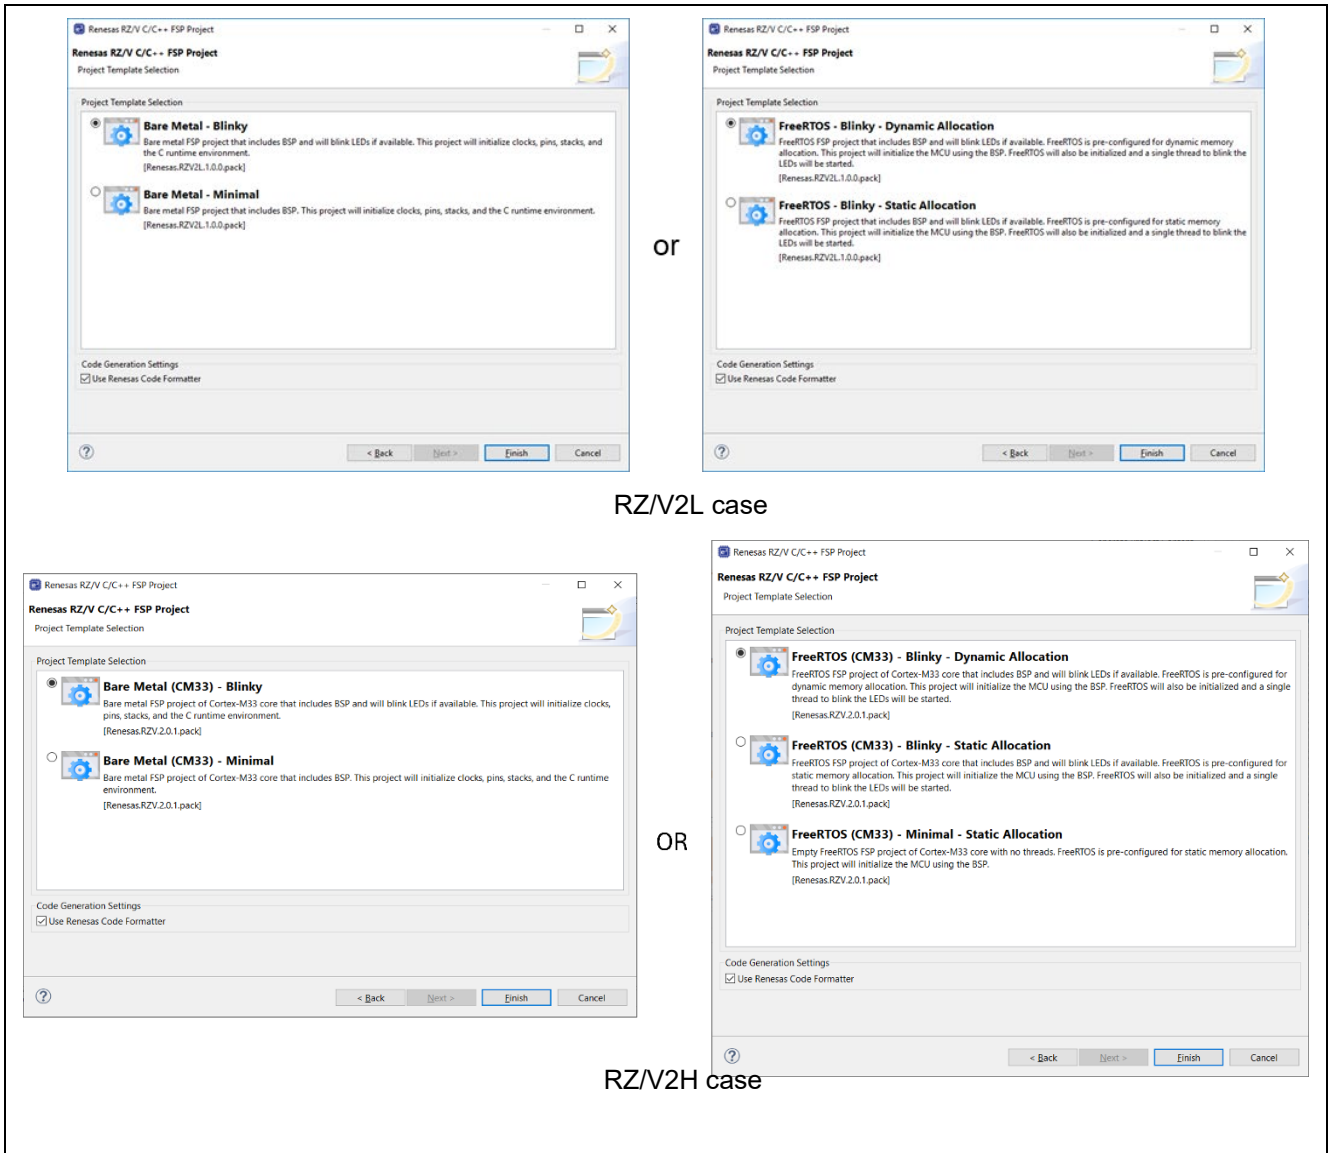 Renesas RZ/V C/C++ FSP Project
Renesas RZ/V C/C++ FSP Project
Project Template Selection
Project Template Selection
Bare Metal - Blinky
Bare metal FSP project that includes BSP and will blink LEDs if available. This project will initialize clocks, pins, stacks, and
the C runtime environment.
[Renesas.RZV2L.1.0.0.pack]
Bare Metal - Minimal
Bare metal FSP project that includes BSP. This project will initialize clocks, pins, stacks, and the C runtime environment.
[Renesas.RZV2L.1.0.0.pack]
Code Generation Settings
Use Renesas Code Formatter
< Back
Next >
Finish
Cancel
or
Renesas RZ/V C/C++ FSP Project
Renesas RZ/V C/C++ FSP Project
Project Template Selection
Project Template Selection
FreeRTOS - Blinky - Dynamic Allocation
FreeRTOS FSP project that includes BSP and will blink LEDs if available. FreeRTOS is pre-configured for dynamic memory
allocation. This project will initialize the MCU using the BSP. FreeRTOS will also be initialized and a single thread to blink the
LEDs will be started.
[Renesas.RZV2L.1.0.0.pack]
FreeRTOS - Blinky - Static Allocation
FreeRTOS FSP project that includes BSP and will blink LEDs if available. FreeRTOS is pre-configured for static memory
allocation. This project will initialize the MCU using the BSP. FreeRTOS will also be initialized and a single thread to blink the
LEDs will be started.
[Renesas.RZV2L.1.0.0.pack]
Code Generation Settings
Use Renesas Code Formatter
< Back
Next >
Finish
Cancel
RZ/V2L case
Renesas RZ/V C/C++ FSP Project
Renesas RZ/V C/C++ FSP Project
Project Template Selection
Project Template Selection
Bare Metal (CM33) - Blinky
Bare metal FSP project of Cortex-M33 core that includes BSP and will blink LEDs if available. This project will initialize clocks,
pins, stacks, and the C runtime environment.
[Renesas.RZV.2.0.1.pack]
Bare Metal (CM33) - Minimal
Bare metal FSP project of Cortex-M33 core that includes BSP. This project will initialize clocks, pins, stacks, and the C runtime
environment.
[Renesas.RZV.2.0.1.pack]
Code Generation Settings
Use Renesas Code Formatter
< Back
Next >
Finish
Cancel
OR
Renesas RZ/V C/C++ FSP Project
Renesas RZ/V C/C++ FSP Project
Project Template Selection
Project Template Selection
FreeRTOS (CM33) - Blinky - Dynamic Allocation
FreeRTOS FSP project of Cortex-M33 core that includes BSP and will blink LEDs if available. FreeRTOS is pre-configured for
dynamic memory allocation. This project will initialize the MCU using the BSP. FreeRTOS will also be initialized and a single
thread to blink the LEDs will be started.
[Renesas.RZV.2.0.1.pack]
FreeRTOS (CM33) - Blinky - Static Allocation
FreeRTOS FSP project of Cortex-M33 core that includes BSP and will blink LEDs if available. FreeRTOS is pre-configured for
static memory allocation. This project will initialize the MCU using the BSP. FreeRTOS will also be initialized and a single
thread to blink the LEDs will be started.
[Renesas.RZV.2.0.1.pack]
FreeRTOS (CM33) - Minimal - Static Allocation
Empty FreeRTOS FSP project of Cortex-M33 core with no threads. FreeRTOS is pre-configured for static memory allocation.
This project will initialize the MCU using the BSP.
[Renesas.RZV.2.0.1.pack]
Code Generation Settings
Use Renesas Code Formatter
< Back
Next >
Finish
Cancel
RZ/V2H case